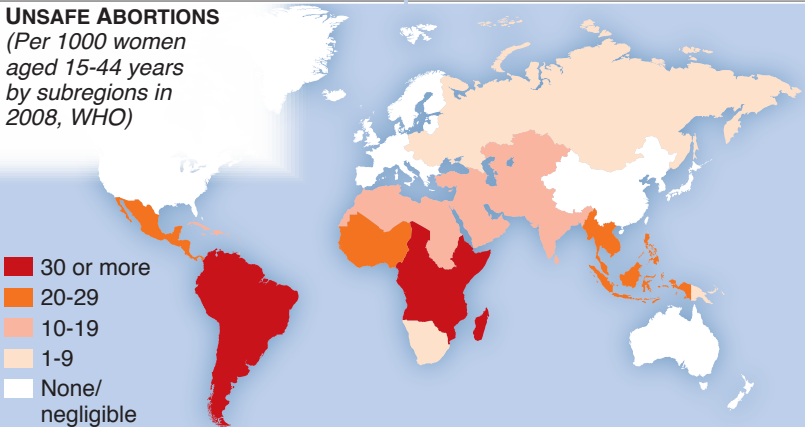 UNSAFE ABORTIONS
(Per 1000 women
aged 15-44 years
by subregions in
2008, WHO)
30 or more
20-29
10-19
1-9
None/
negligible